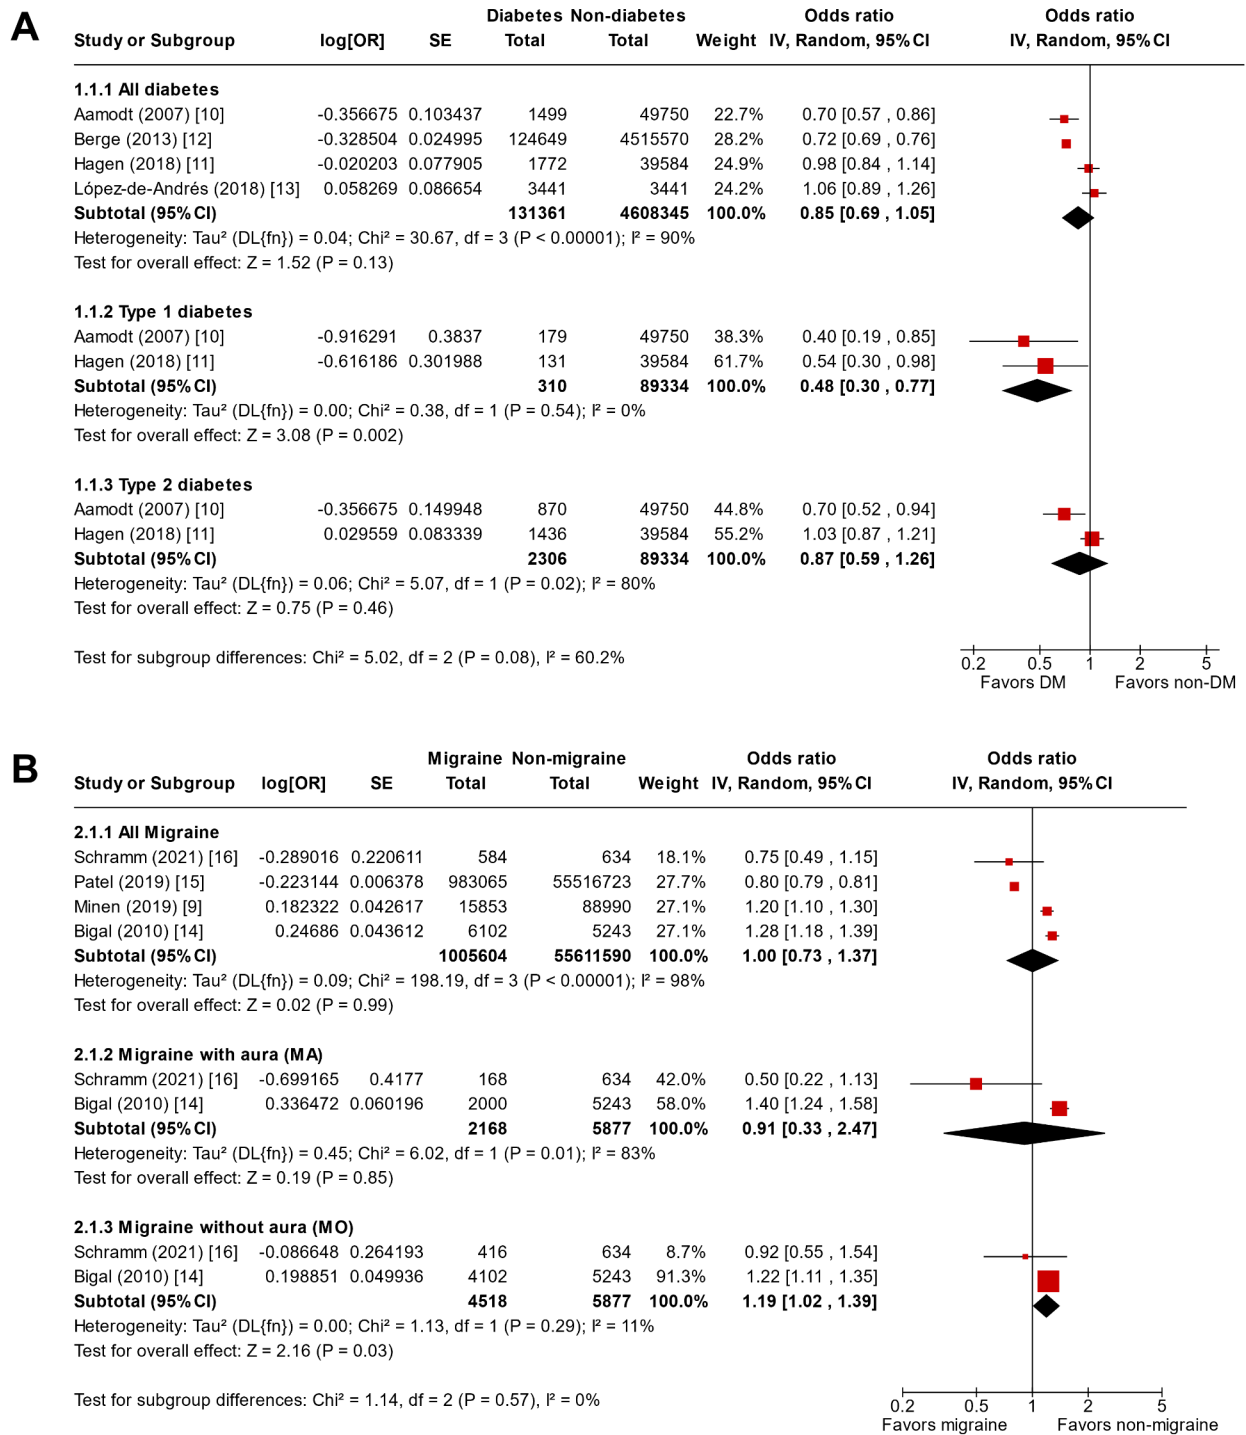 A
Diabetes Non-diabetes Odds ratio Odds ratio
Study or Subgroup log[OR] SE Total Total Weight IV, Random, 95%CI IV, Random, 95%CI
1.1.1 All diabetes
Aamodt (2007) [10] -0.356675 0.103437 1499 49750 22.7% 0.70 [0.57 , 0.86]
Berge (2013) [12] -0.328504 0.024995 124649 4515570 28.2% 0.72 [0.69 , 0.76]
Hagen (2018) [11] -0.020203 0.077905 1772 39584 24.9% 0.98 [0.84 , 1.14]
López-de-Andrés (2018) [13] 0.058269 0.086654 3441 3441 24.2% 1.06 [0.89 , 1.26]
Subtotal (95%CI) 131361 4608345 100.0% 0.85 [0.69 , 1.05]
Heterogeneity: Tau² (DL{fn}) = 0.04; Chi² = 30.67, df = 3 (P < 0.00001); I² = 90%
Test for overall effect: Z = 1.52 (P = 0.13)
1.1.2 Type 1 diabetes
Aamodt (2007) [10] -0.916291 0.3837 179 49750 38.3% 0.40 [0.19 , 0.85]
Hagen (2018) [11] -0.616186 0.301988 131 39584 61.7% 0.54 [0.30 , 0.98]
Subtotal (95%CI) 310 89334 100.0% 0.48 [0.30 , 0.77]
Heterogeneity: Tau² (DL{fn}) = 0.00; Chi² = 0.38, df = 1 (P = 0.54); I² = 0%
Test for overall effect: Z = 3.08 (P = 0.002)
1.1.3 Type 2 diabetes
Aamodt (2007) [10] -0.356675 0.149948 870 49750 44.8% 0.70 [0.52 , 0.94]
Hagen (2018) [11] 0.029559 0.083339 1436 39584 55.2% 1.03 [0.87 , 1.21]
Subtotal (95%CI) 2306 89334 100.0% 0.87 [0.59 , 1.26]
Heterogeneity: Tau² (DL{fn}) = 0.06; Chi² = 5.07, df = 1 (P = 0.02); I² = 80%
Test for overall effect: Z = 0.75 (P = 0.46)
Test for subgroup differences: Chi² = 5.02, df = 2 (P = 0.08), I² = 60.2%
0.2 0.5 1 2 5
Favors DM Favors non-DM
B
Migraine Non-migraine Odds ratio Odds ratio
Study or Subgroup log[OR] SE Total Total Weight IV, Random, 95%CI IV, Random, 95%CI
2.1.1 All Migraine
Schramm (2021) [16] -0.289016 0.220611 584 634 18.1% 0.75 [0.49 , 1.15]
Patel (2019) [15] -0.223144 0.006378 983065 55516723 27.7% 0.80 [0.79 , 0.81]
Minen (2019) [9] 0.182322 0.042617 15853 88990 27.1% 1.20 [1.10 , 1.30]
Bigal (2010) [14] 0.24686 0.043612 6102 5243 27.1% 1.28 [1.18 , 1.39]
Subtotal (95%CI) 1005604 55611590 100.0% 1.00 [0.73 , 1.37]
Heterogeneity: Tau² (DL{fn}) = 0.09; Chi² = 198.19, df = 3 (P < 0.00001); I² = 98%
Test for overall effect: Z = 0.02 (P = 0.99)
2.1.2 Migraine with aura (MA)
Schramm (2021) [16] -0.699165 0.4177 168 634 42.0% 0.50 [0.22 , 1.13]
Bigal (2010) [14] 0.336472 0.060196 2000 5243 58.0% 1.40 [1.24 , 1.58]
Subtotal (95%CI) 2168 5877 100.0% 0.91 [0.33 , 2.47]
Heterogeneity: Tau² (DL{fn}) = 0.45; Chi² = 6.02, df = 1 (P = 0.01); I² = 83%
Test for overall effect: Z = 0.19 (P = 0.85)
2.1.3 Migraine without aura (MO)
Schramm (2021) [16] -0.086648 0.264193 416 634 8.7% 0.92 [0.55 , 1.54]
Bigal (2010) [14] 0.198851 0.049936 4102 5243 91.3% 1.22 [1.11 , 1.35]
Subtotal (95%CI) 4518 5877 100.0% 1.19 [1.02 , 1.39]
Heterogeneity: Tau² (DL{fn}) = 0.00; Chi² = 1.13, df = 1 (P = 0.29); I² = 11%
Test for overall effect: Z = 2.16 (P = 0.03)
Test for subgroup differences: Chi² = 1.14, df = 2 (P = 0.57), I² = 0%
0.2 0.5 1 2 5
Favors migraine Favors non-migraine